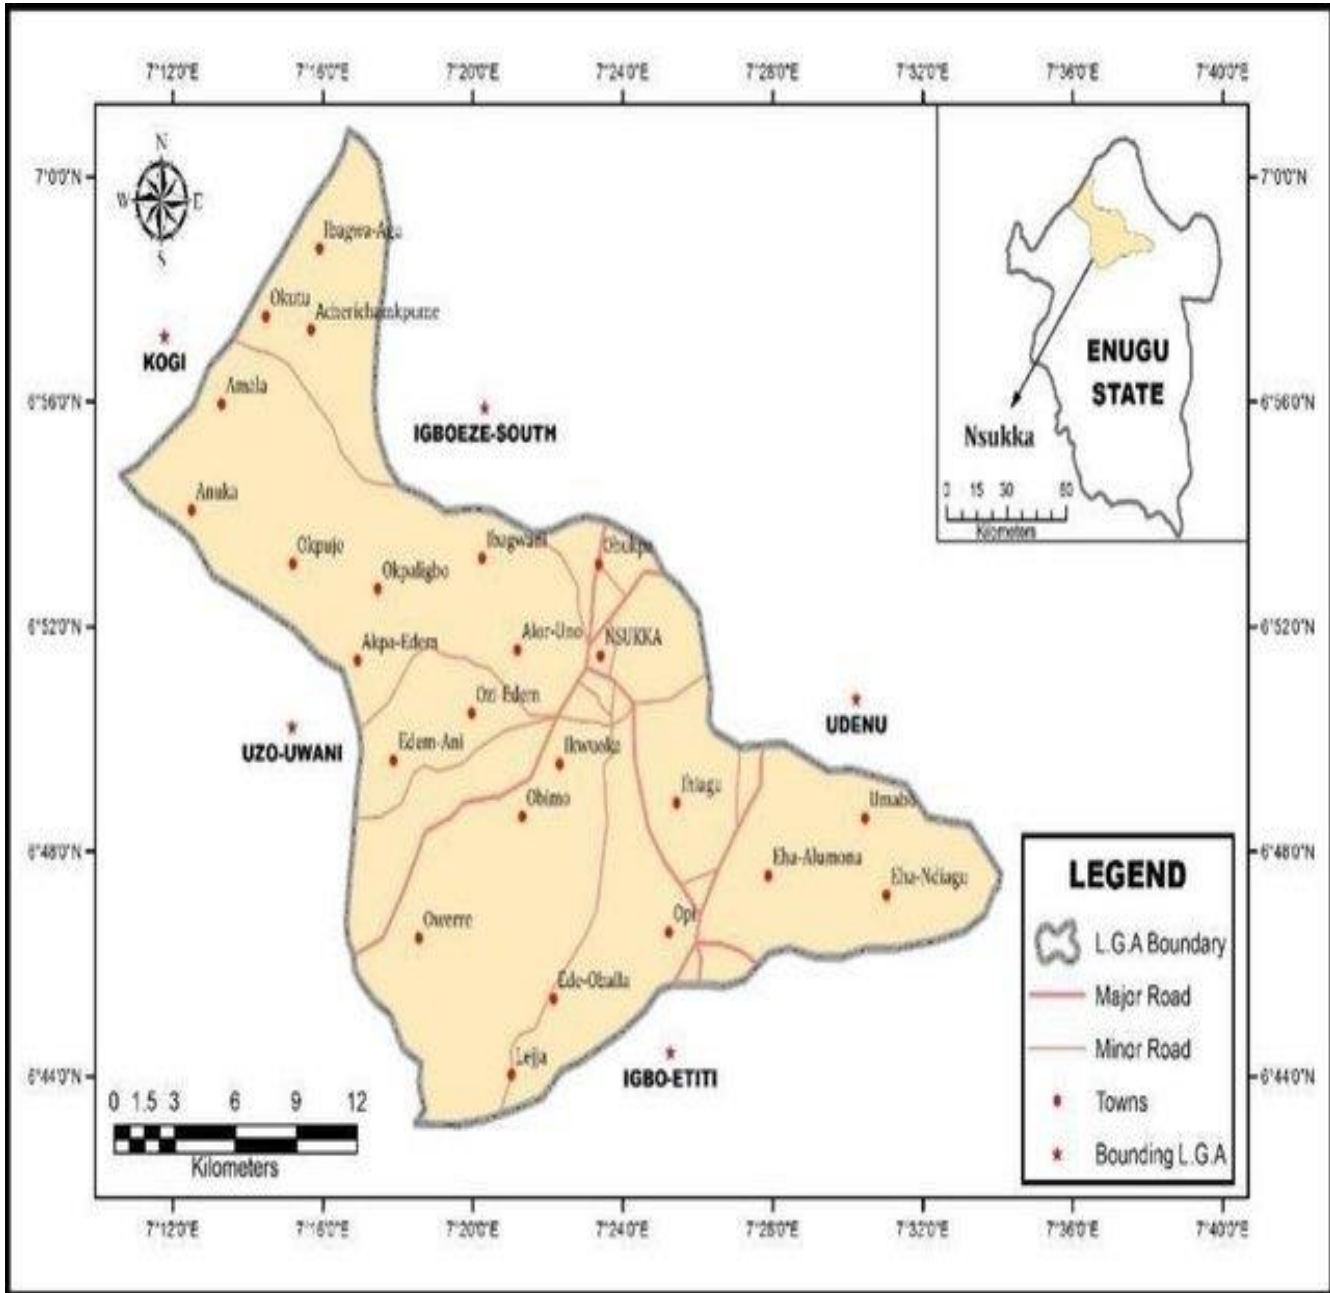 7°12'0"E 7°16'0"E 7°20'0"E 7°24'0"E 7°28'0"E 7°32'0"E 7°36'0"E 7°40'0"E
N
W E
S
7°0'0"N
7°0'0"N
Ibagwa-Aga
Okutu
Acherichamkpume
KOGI
Amala
6°56'0"N
6°56'0"N
IGBOEZE-SOUTH
ENUGU
STATE
Nsukka
0 15 30 60
Kilometers
Anuka
Okpuje
Okpaligbo
Ibagwani
Obukpa
6°52'0"N
6°52'0"N
Akpa-Edem
Alor-Uno
NSUKKA
Ozi-Edem
UZO-UWANI
UDENU
Edem-Ani
Ikwuoka
Obimo
Umabo
6°48'0"N
6°48'0"N
Eha-Alumona
Eha-Ndiagu
Owerre
Opi
Ede-Oballa
Lejja
IGBO-ETITI
6°44'0"N
6°44'0"N
0 1.5 3 6 9 12
Kilometers
LEGEND
L.G.A Boundary
Major Road
Minor Road
Towns
Bounding L.G.A
7°12'0"E 7°16'0"E 7°20'0"E 7°24'0"E 7°28'0"E 7°32'0"E 7°36'0"E 7°40'0"E